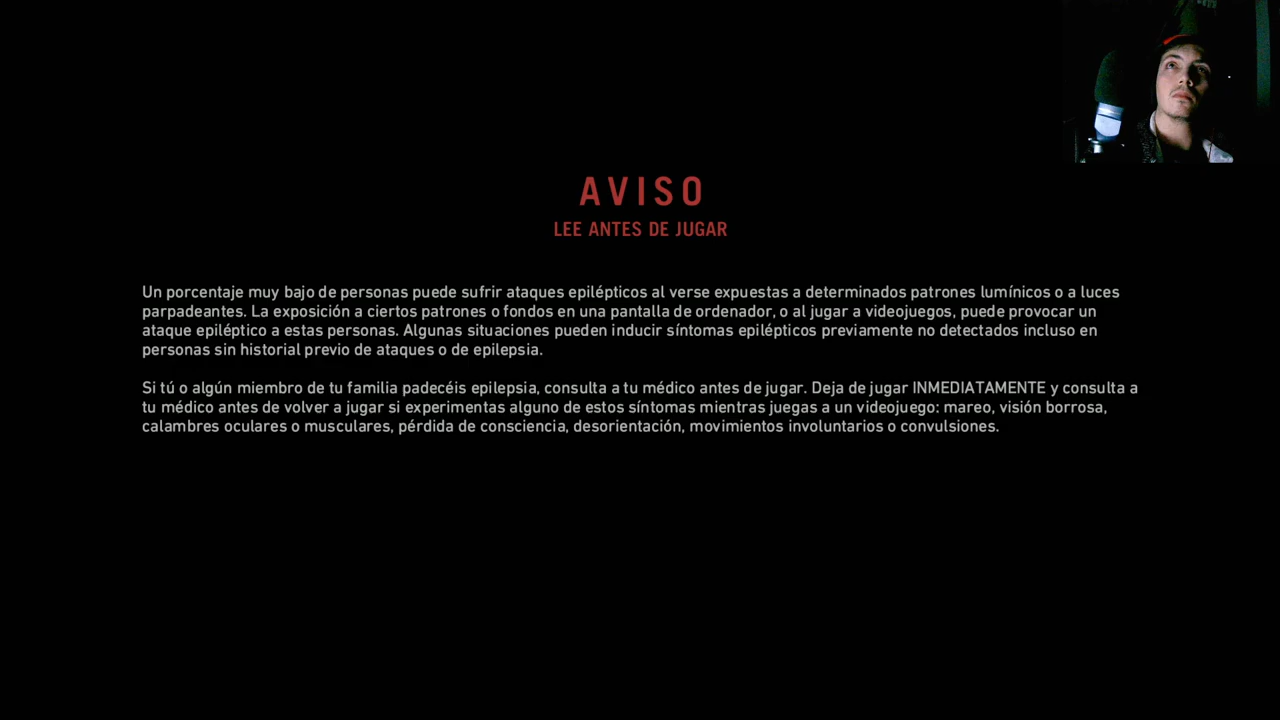 AVISO
LEE ANTES DE JUGAR
Un porcentaje muy bajo de personas puede sufrir ataques epilépticos al verse expuestas a determinados patrones lumínicos o a luces
parpadeantes. La exposición a ciertos patrones o fondos en una pantalla de ordenador, o al jugar a videojuegos, puede provocar un
ataque epiléptico a estas personas. Algunas situaciones pueden inducir síntomas epilépticos previamente no detectados incluso en
personas sin historial previo de ataques o de epilepsia.
Si tú o algún miembro de tu familia padecéis epilepsia, consulta a tu médico antes de jugar. Deja de jugar INMEDIATAMENTE y consulta a
tu médico antes de volver a jugar si experimentas alguno de estos síntomas mientras juegas a un videojuego: mareo, visión borrosa,
calambres oculares o musculares, pérdida de consciencia, desorientación, movimientos involuntarios o convulsiones.